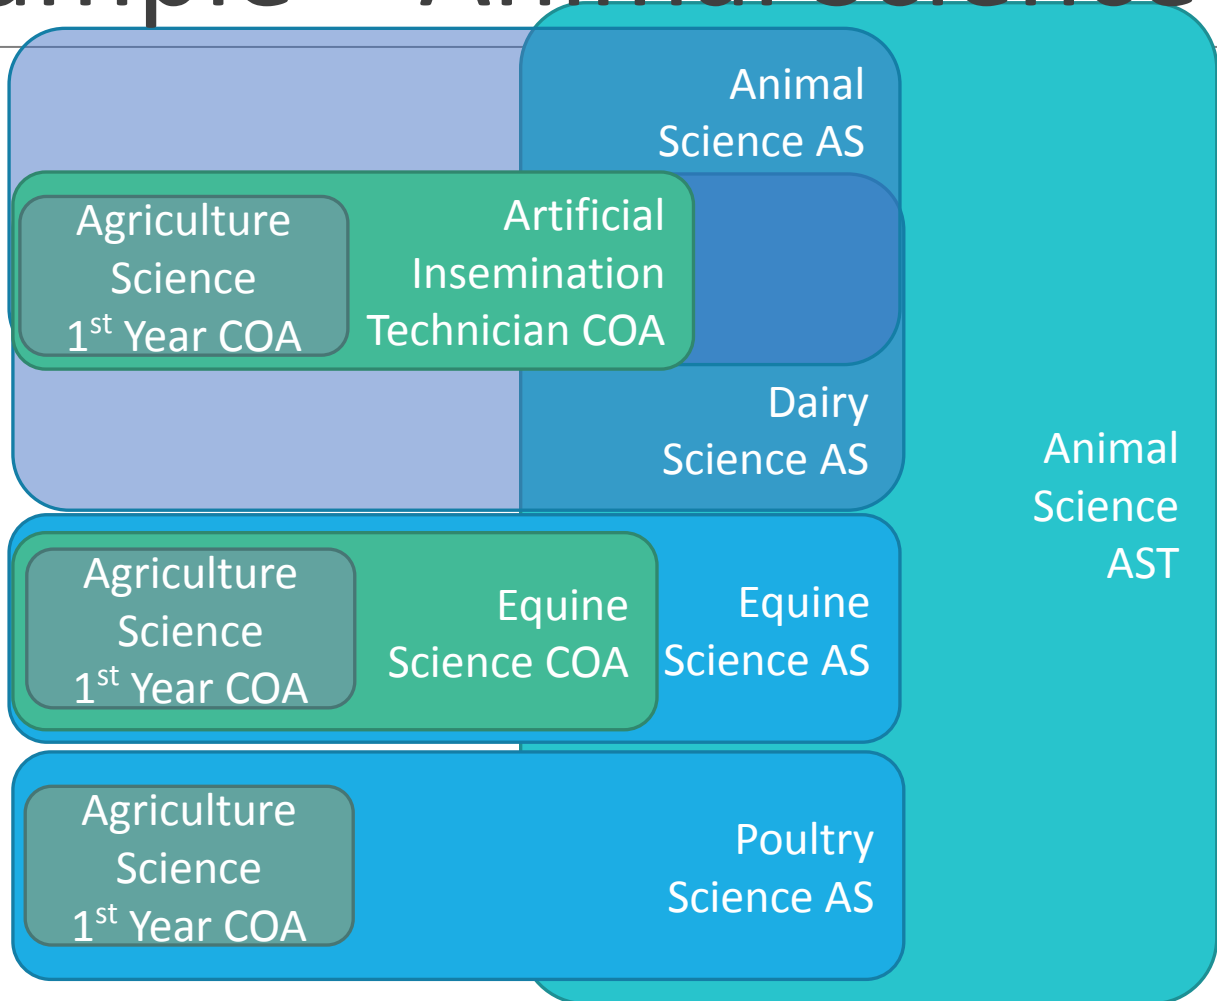 Animal
Science AS
Agriculture
Science
1st Year COA
Artificial
Insemination
Technician COA
Dairy
Science AS
Animal
Science
AST
Agriculture
Science
1st Year COA
Equine
Science COA
Equine
Science AS
Agriculture
Science
1st Year COA
Poultry
Science AS